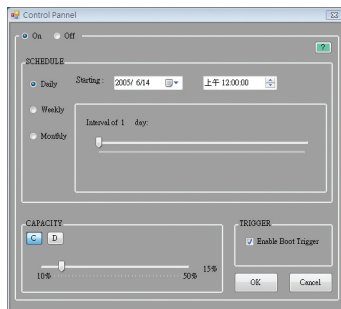 Control Pannel
On Off
?
SCHEDULE
Daily Starting : 2005/ 6/14 上午 12:00:00
Weekly
Interval of 1 day:
Monthly
CAPACITY
C D
15%
10% 50%
TRIGGER
Enable Boot Trigger
OK Cancel